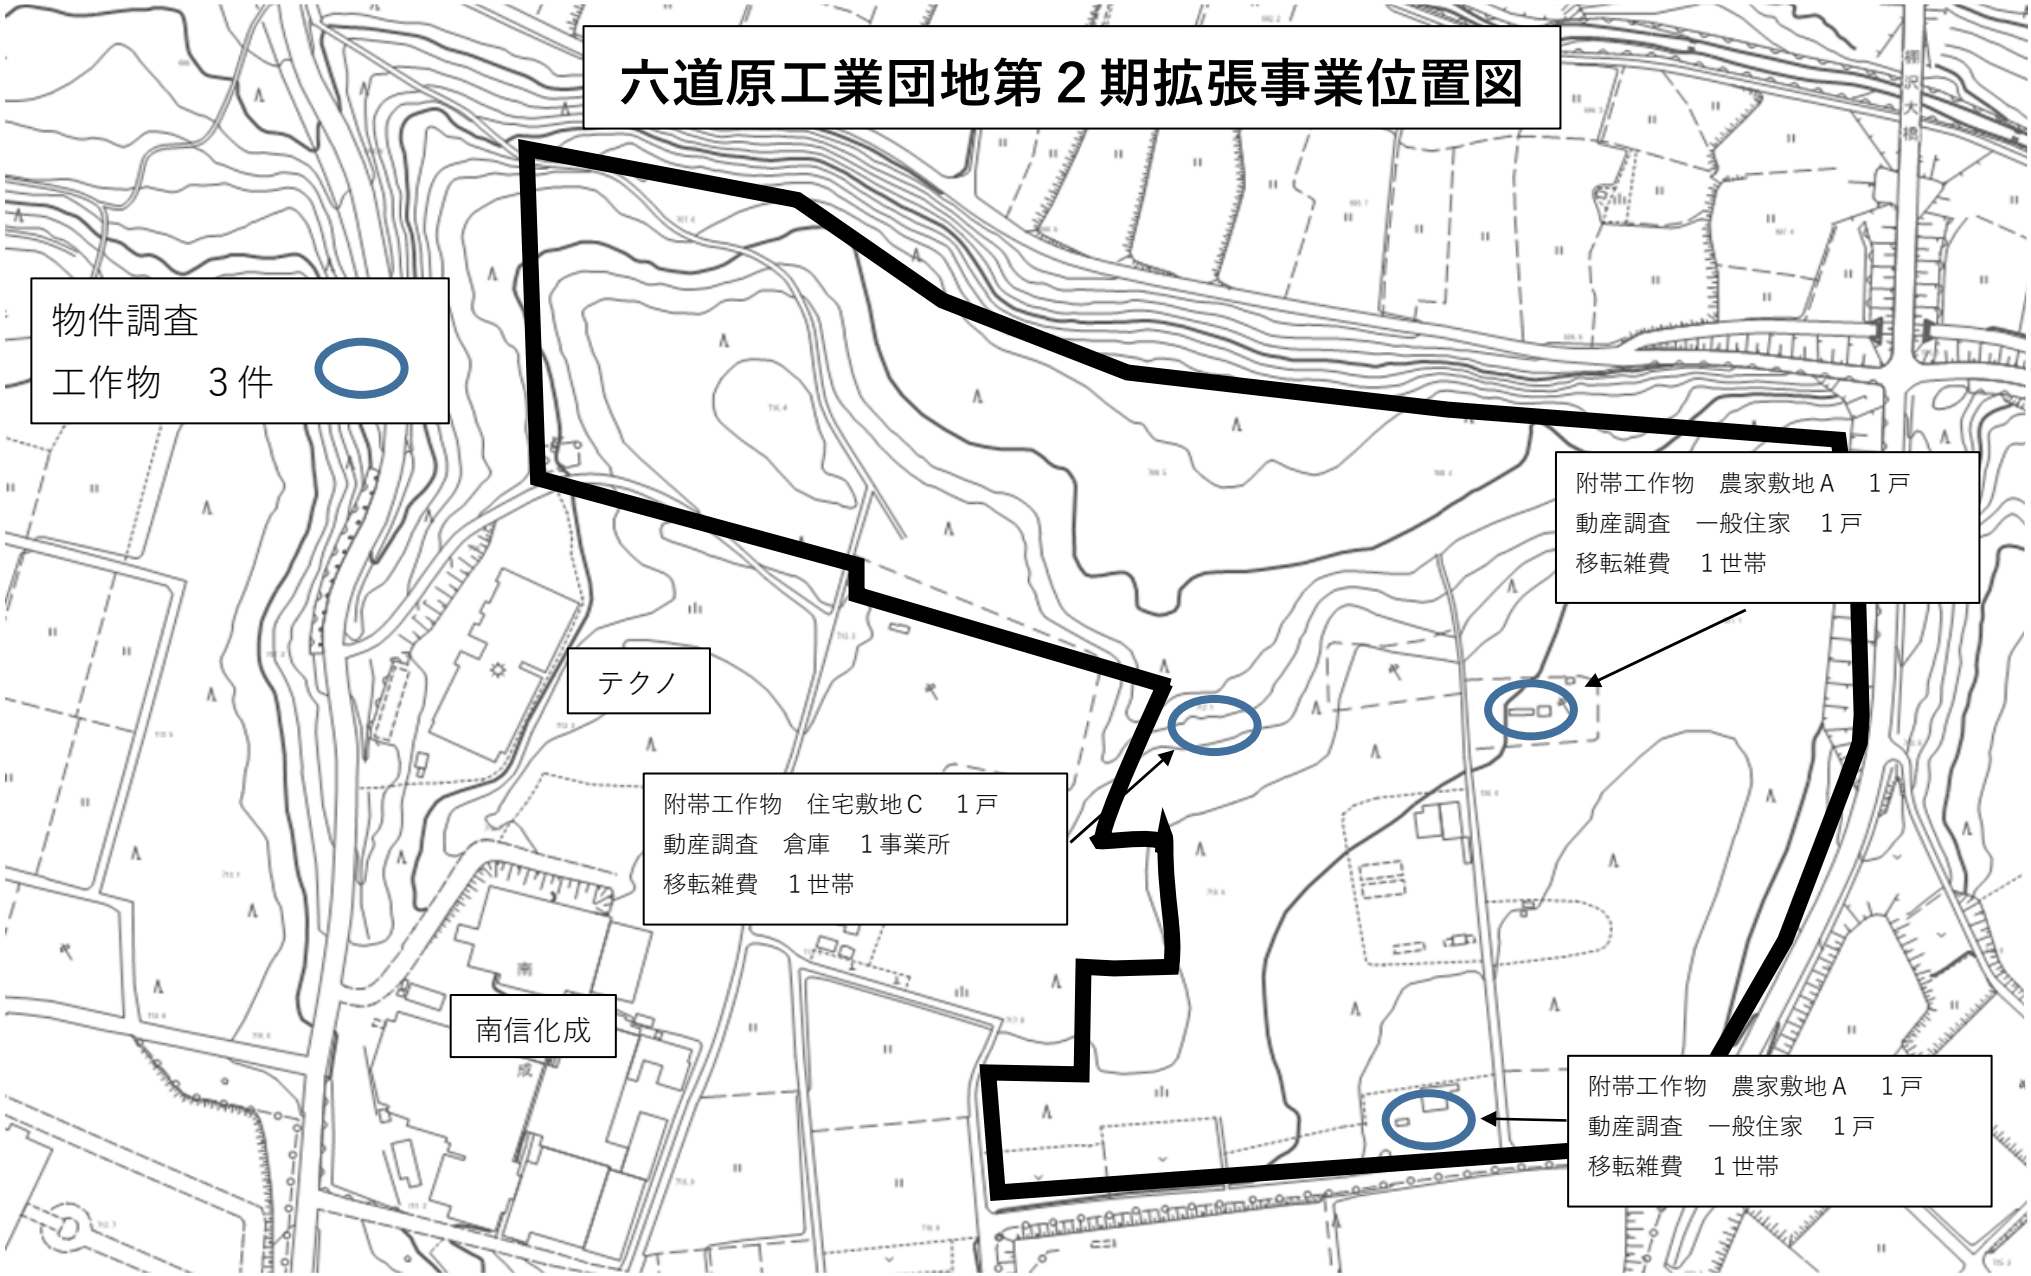 六道原工業団地第２期拡張事業位置図
物件調査
工作物　３件
附帯工作物　農家敷地Ａ　１戸
動産調査　一般住家　１戸
移転雑費　１世帯
テクノ
附帯工作物　住宅敷地Ｃ　１戸
動産調査　倉庫　１事業所
移転雑費　１世帯
南信化成
附帯工作物　農家敷地Ａ　１戸
動産調査　一般住家　１戸
移転雑費　１世帯
棚沢大橋
南
成